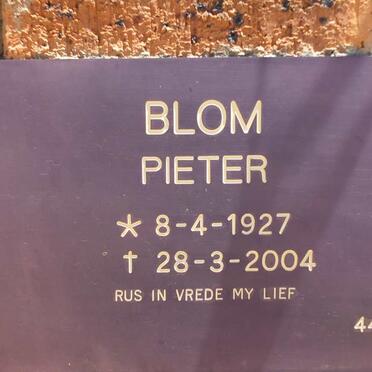 BLOM
PIETER
* 8-4-1927
† 28-3-2004
RUS IN VREDE MY LIEF